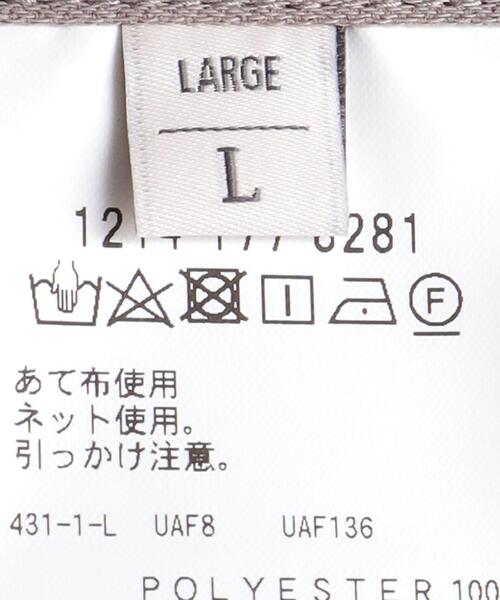 LARGE
L
8281
F
あて布使用
ネット使用。
引っかけ注意。
431-1-L UAF8 UAF136
POLYESTER 100